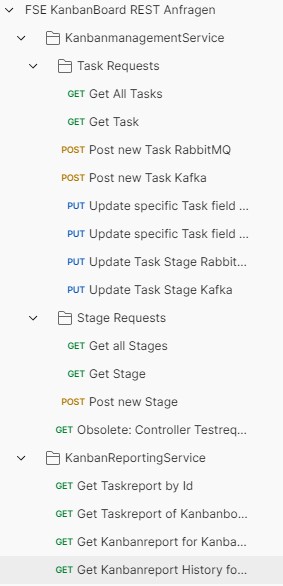 FSE KanbanBoard REST Anfragen
KanbanmanagementService
Task Requests
GET Get All Tasks
GET Get Task
POST Post new Task RabbitMQ
POST Post new Task Kafka
PUT Update specific Task field ...
PUT Update specific Task field ...
PUT Update Task Stage Rabbit...
PUT Update Task Stage Kafka
Stage Requests
GET Get all Stages
GET Get Stage
POST Post new Stage
GET Obsolete: Controller Testreq...
KanbanReportingService
GET Get Taskreport by Id
GET Get Taskreport of Kanbanbo...
GET Get Kanbanreport for Kanba...
GET Get Kanbanreport History fo...